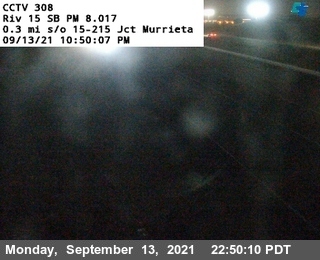 CCTV 308
Riv 15 SB PM 8.017
0.3 mi s/o 15-215 Jct Murrieta
09/13/21 10:50:07 PM
Monday, September 13, 2021 22:50:10 PDT